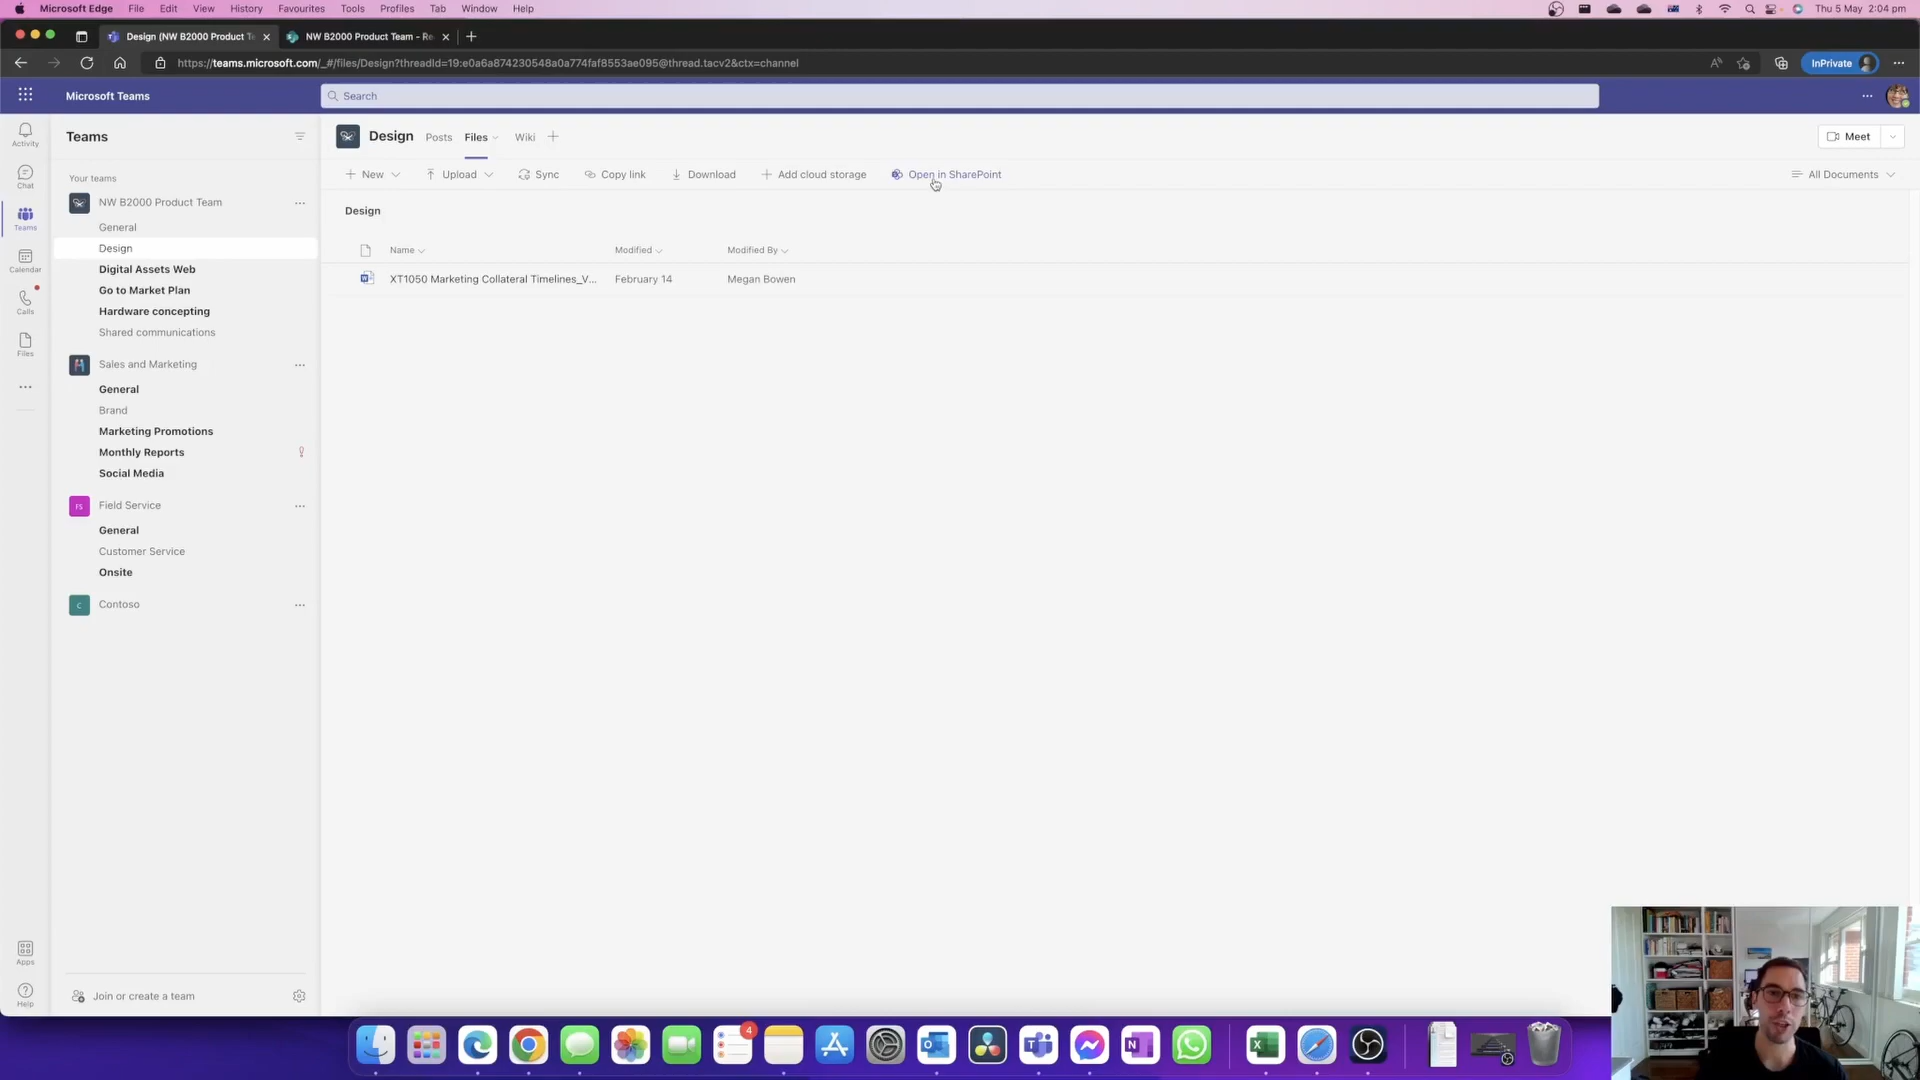 Microsoft Edge File Edit View History Favourites Tools Profiles Tab Window Help Thu 5 May 2:04 pm
Design (NW B2000 Product Te NW B2000 Product Team - Re
https://teams.microsoft.com/_#/files/Design?threadId=19:e0a6a874230548a0a774faf8553ae095@thread.tacv2&ctx=channel InPrivate
Microsoft Teams Search
Activity
Chat
Teams
Calendar
Calls
Files
Apps
Help
Teams
Your teams
NW B2000 Product Team
General
Design
Digital Assets Web
Go to Market Plan
Hardware concepting
Shared communications
Sales and Marketing
General
Brand
Marketing Promotions
Monthly Reports
Social Media
FS Field Service
General
Customer Service
Onsite
C Contoso
Join or create a team
Design Posts Files Wiki Meet
New Upload Sync Copy link Download Add cloud storage Open in SharePoint All Documents
Design
Name Modified Modified By
XT1050 Marketing Collateral Timelines_V... February 14 Megan Bowen
4